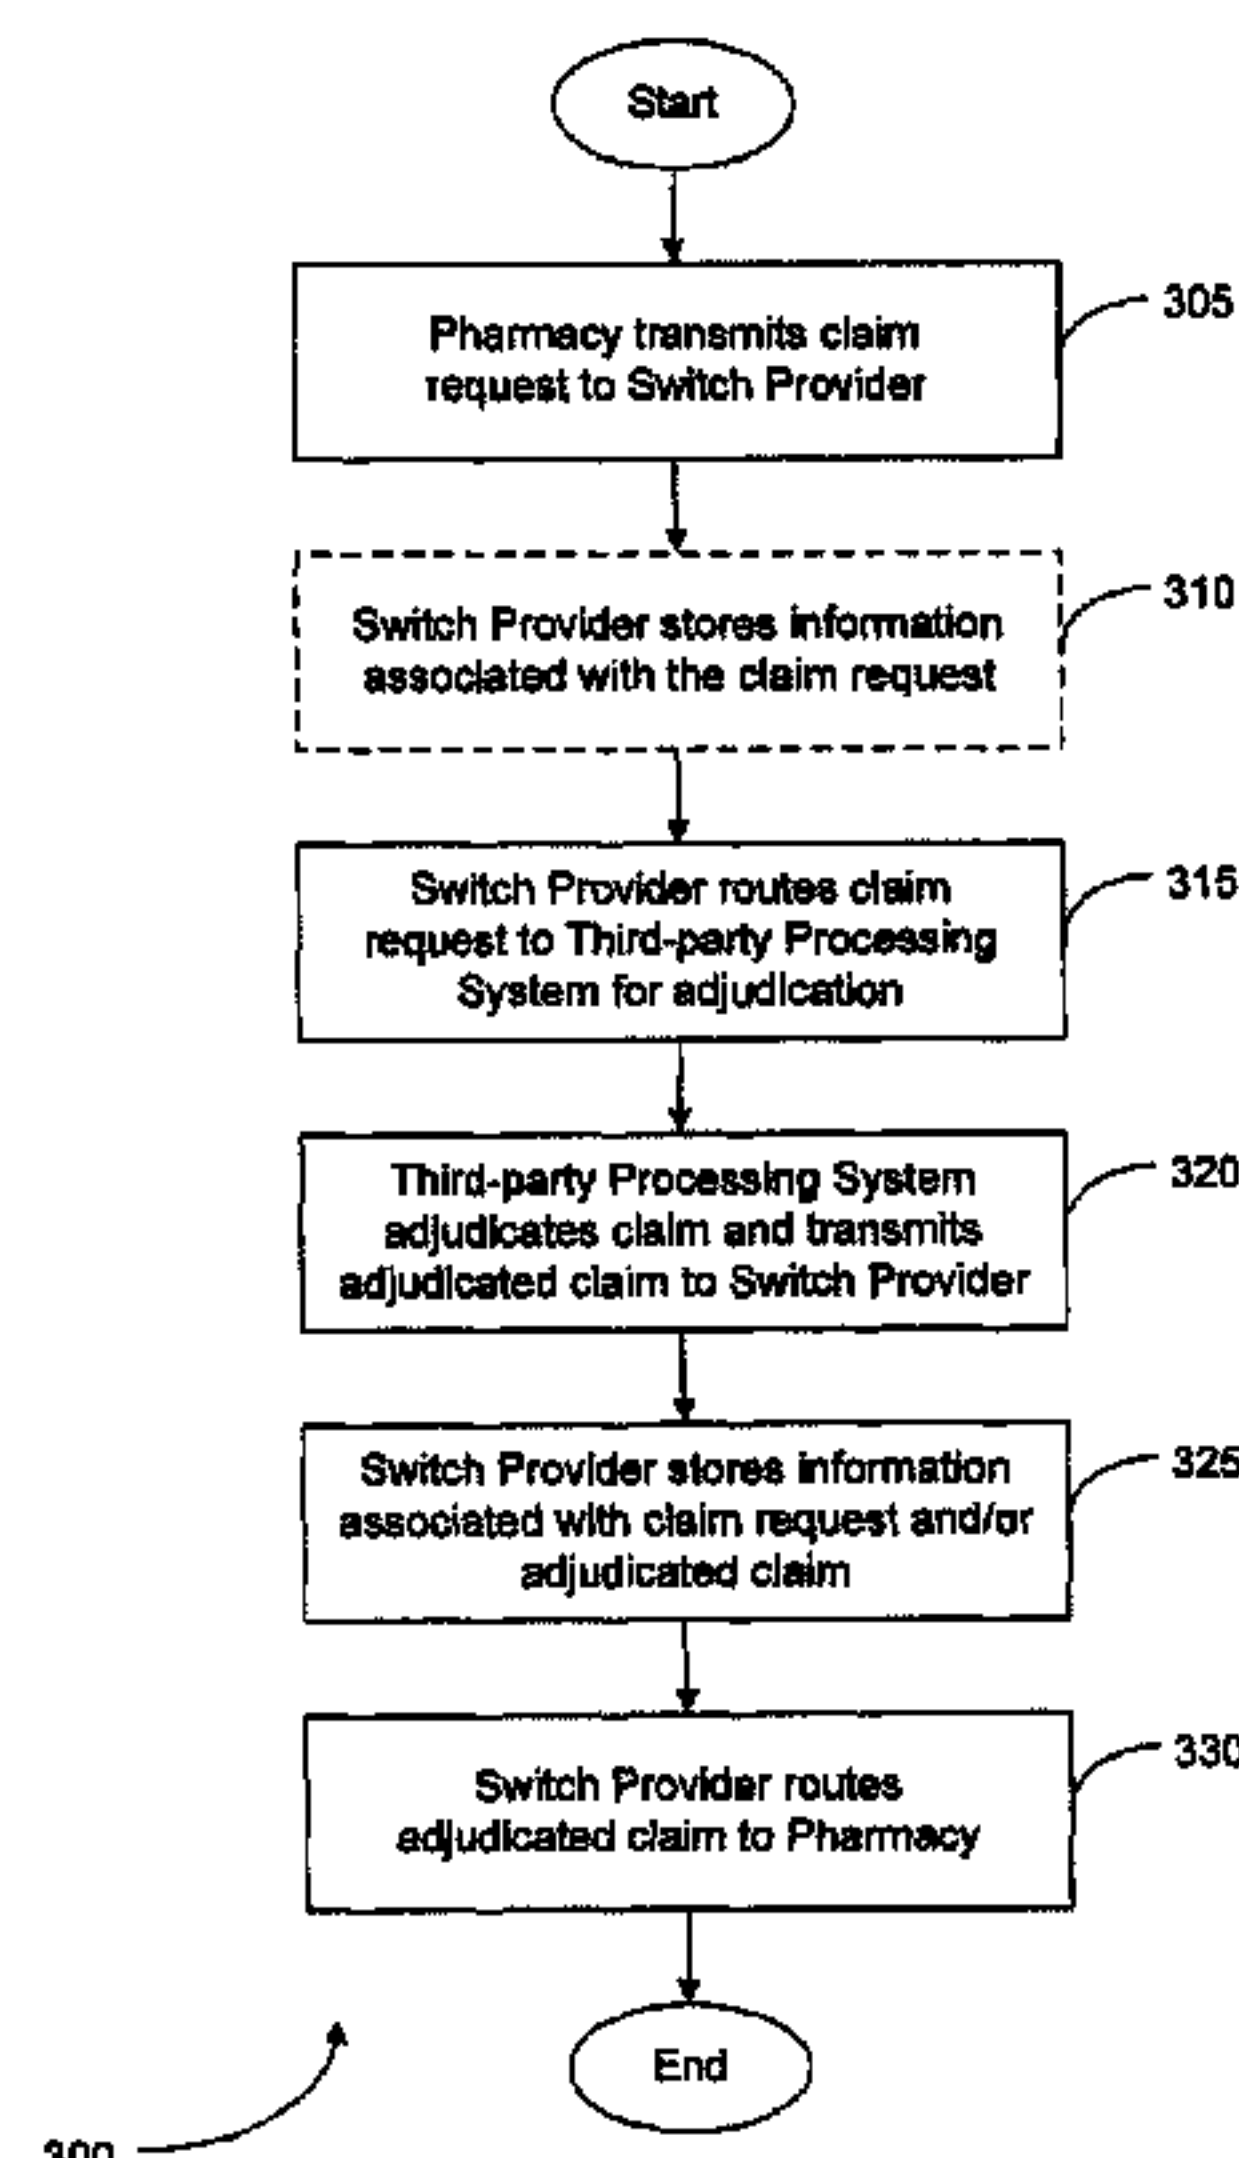 Start
Pharmacy transmits claim
request to Switch Provider
305
Switch Provider stores information
associated with the claim request
310
Switch Provider routes claim
request to Third-party Processing
System for adjudication
315
Third-party Processing System
adjudicates claim and transmits
adjudicated claim to Switch Provider
320
Switch Provider stores information
associated with claim request and/or
adjudicated claim
325
Switch Provider routes
adjudicated claim to Pharmacy
330
End
300